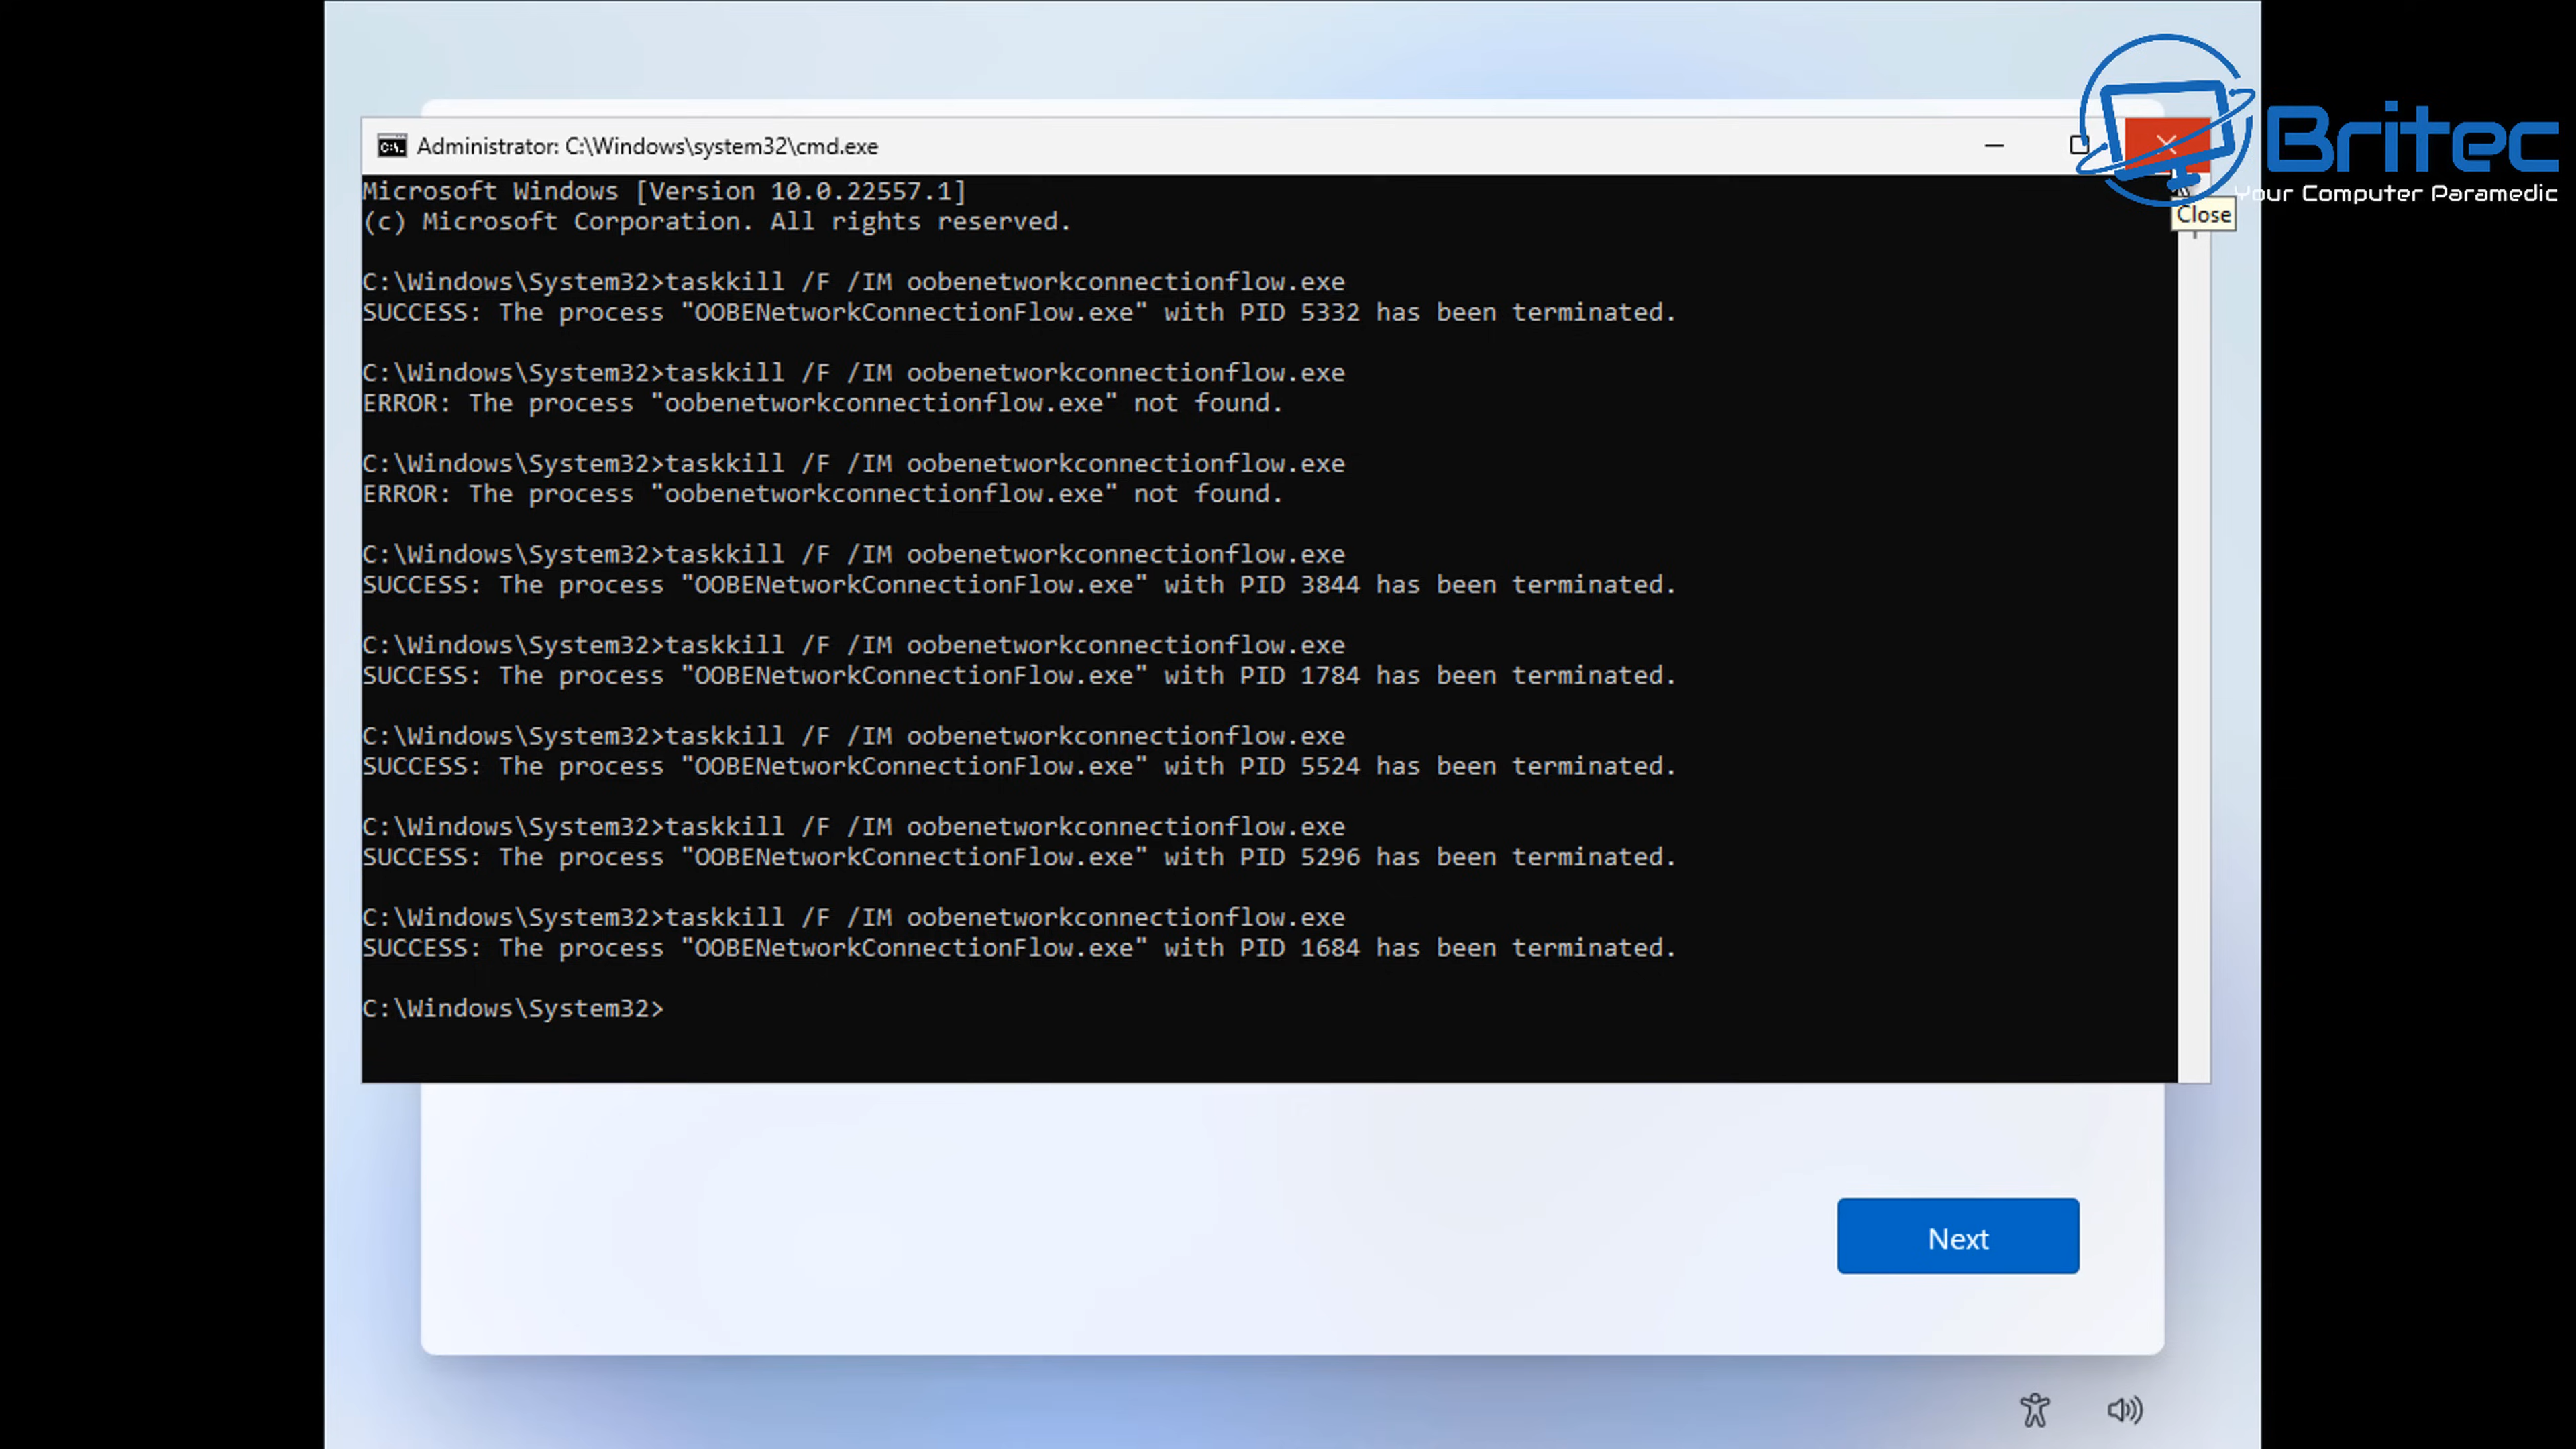 Administrator: C:\Windows\system32\cmd.exe
Britec
Your Computer Paramedic
Close
Microsoft Windows [Version 10.0.22557.1]
(c) Microsoft Corporation. All rights reserved.
C:\Windows\System32>taskkill /F /IM oobenetworkconnectionflow.exe
SUCCESS: The process "OOBENetworkConnectionFlow.exe" with PID 5332 has been terminated.
C:\Windows\System32>taskkill /F /IM oobenetworkconnectionflow.exe
ERROR: The process "oobenetworkconnectionflow.exe" not found.
C:\Windows\System32>taskkill /F /IM oobenetworkconnectionflow.exe
ERROR: The process "oobenetworkconnectionflow.exe" not found.
C:\Windows\System32>taskkill /F /IM oobenetworkconnectionflow.exe
SUCCESS: The process "OOBENetworkConnectionFlow.exe" with PID 3844 has been terminated.
C:\Windows\System32>taskkill /F /IM oobenetworkconnectionflow.exe
SUCCESS: The process "OOBENetworkConnectionFlow.exe" with PID 1784 has been terminated.
C:\Windows\System32>taskkill /F /IM oobenetworkconnectionflow.exe
SUCCESS: The process "OOBENetworkConnectionFlow.exe" with PID 5524 has been terminated.
C:\Windows\System32>taskkill /F /IM oobenetworkconnectionflow.exe
SUCCESS: The process "OOBENetworkConnectionFlow.exe" with PID 5296 has been terminated.
C:\Windows\System32>taskkill /F /IM oobenetworkconnectionflow.exe
SUCCESS: The process "OOBENetworkConnectionFlow.exe" with PID 1684 has been terminated.
C:\Windows\System32>
Next